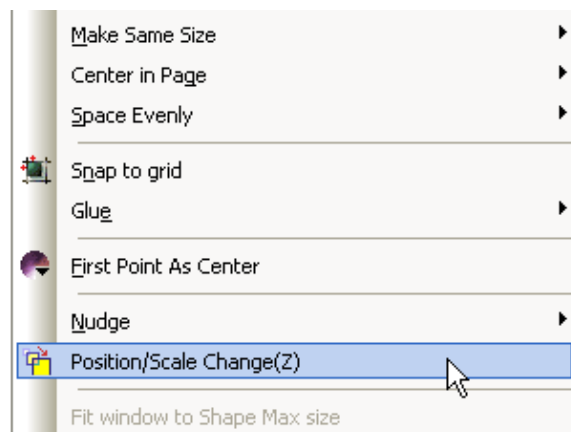 Make Same Size
Center in Page
Space Evenly
Snap to grid
Glue
First Point As Center
Nudge
Position/Scale Change(Z)
Fit window to Shape Max size